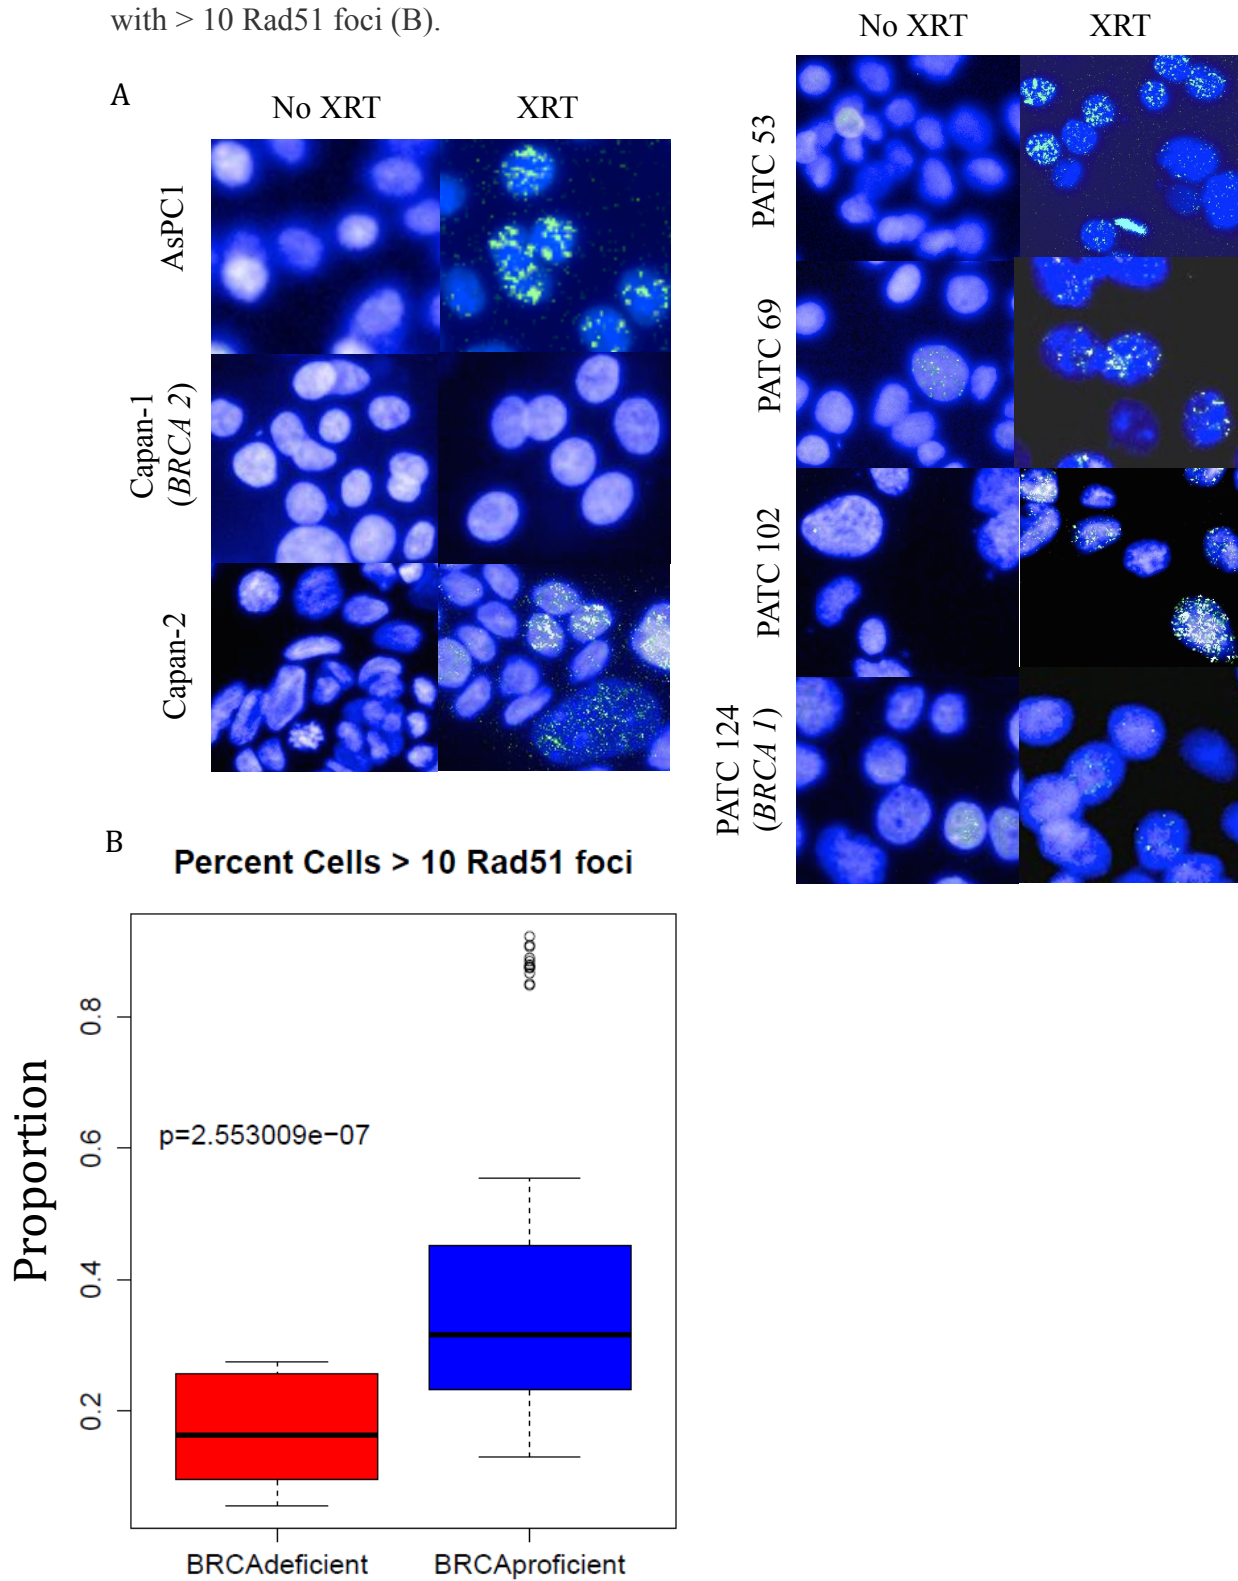 with > 10 Rad51 foci (B).
A
No XRT XRT
AsPC1
Capan-1
(BRCA 2)
Capan-2
No XRT XRT
PATC 53
PATC 69
PATC 102
PATC 124
(BRCA 1)
B
Percent Cells > 10 Rad51 foci
Proportion
0.8
0.6
0.4
0.2
p=2.553009e−07
BRCAdeficient BRCAproficient